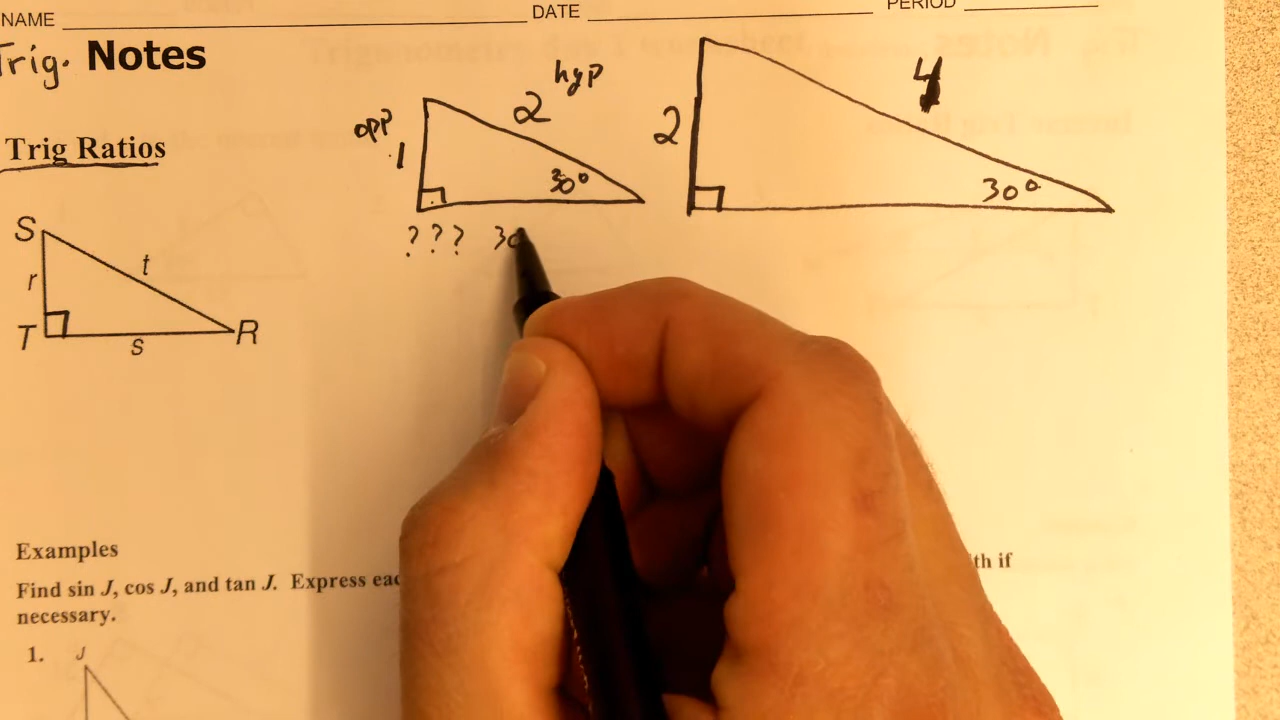 NAME DATE PERIOD
Trig. Notes
hyp
2
opp
1
30°
4
2
30°
??? 30
Trig Ratios
S
r
t
T
s
R
Examples
Find sin J, cos J, and tan J. Express
th if
necessary.
1. J